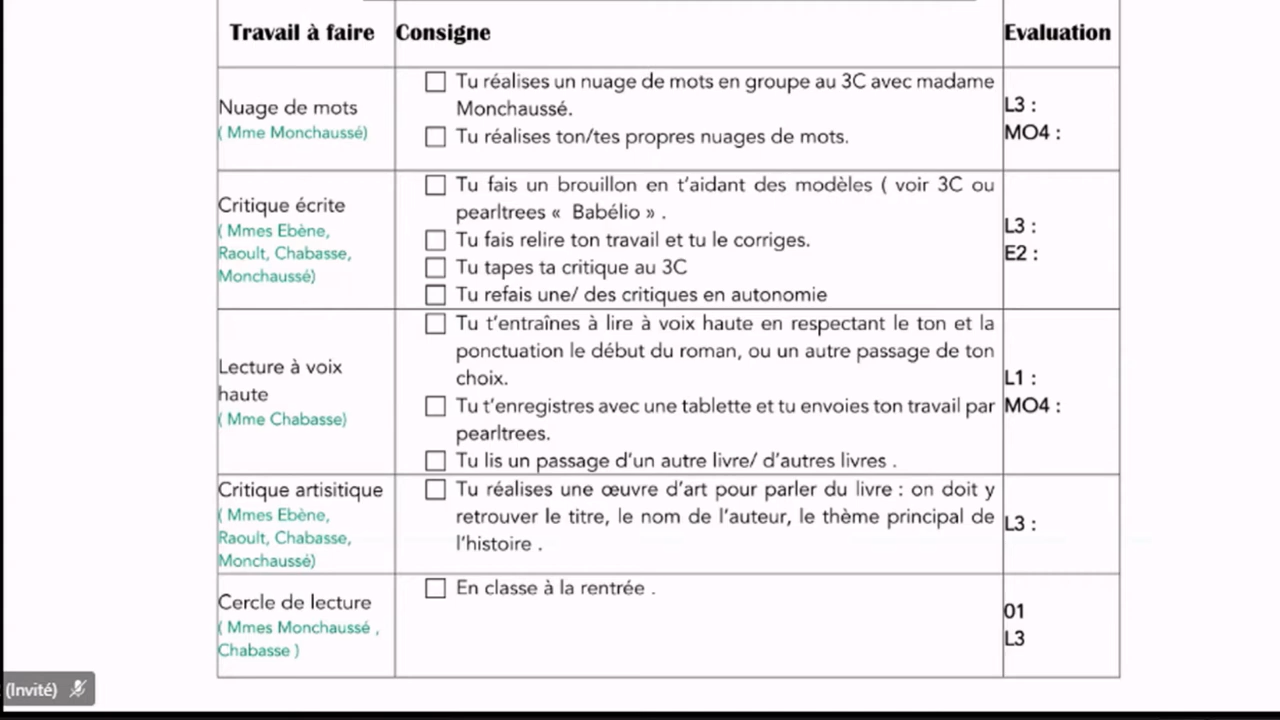 Travail à faire
Consigne
Evaluation
Nuage de mots
( Mme Monchaussé)
Tu réalises un nuage de mots en groupe au 3C avec madame
Monchaussé.
Tu réalises ton/tes propres nuages de mots.
L3 :
MO4 :
Critique écrite
( Mmes Ebène,
Raoult, Chabasse,
Monchaussé)
Tu fais un brouillon en t'aidant des modèles ( voir 3C ou
pearltrees «  Babélio » .
Tu fais relire ton travail et tu le corriges.
Tu tapes ta critique au 3C
Tu refais une/ des critiques en autonomie
L3 :
E2 :
Lecture à voix
haute
( Mme Chabasse)
Tu t'entraînes à lire à voix haute en respectant le ton et la
ponctuation le début du roman, ou un autre passage de ton
choix.
Tu t'enregistres avec une tablette et tu envoies ton travail par
pearltrees.
Tu lis un passage d'un autre livre/ d'autres livres .
L1 :
MO4 :
Critique artisitique
( Mmes Ebène,
Raoult, Chabasse,
Monchaussé)
Tu réalises une œuvre d'art pour parler du livre : on doit y
retrouver le titre, le nom de l'auteur, le thème principal de
l'histoire .
L3 :
Cercle de lecture
( Mmes Monchaussé ,
Chabasse )
En classe à la rentrée .
01
L3
(Invité)